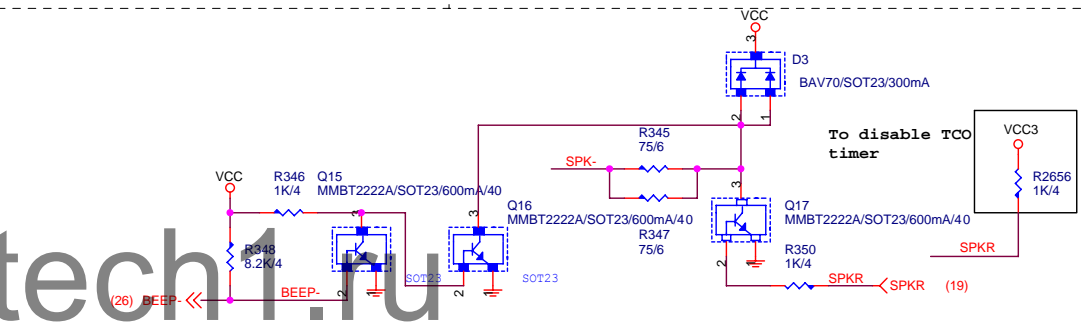 VCC
3
D3
BAV70/SOT23/300mA
2
1
R345
75/6
SPK-
To disable TCO
timer
VCC3
R2656
1K/4
SPKR
VCC
R346
1K/4
Q15
MMBT2222A/SOT23/600mA/40
3
3
Q16
MMBT2222A/SOT23/600mA/40
R347
75/6
3
Q17
MMBT2222A/SOT23/600mA/40
R348
8.2K/4
SOT23
SOT23
2
1
R350
1K/4
2
1
2
1
(26)
BEEP-
BEEP-
SPKR
SPKR
(19)
tech1.ru